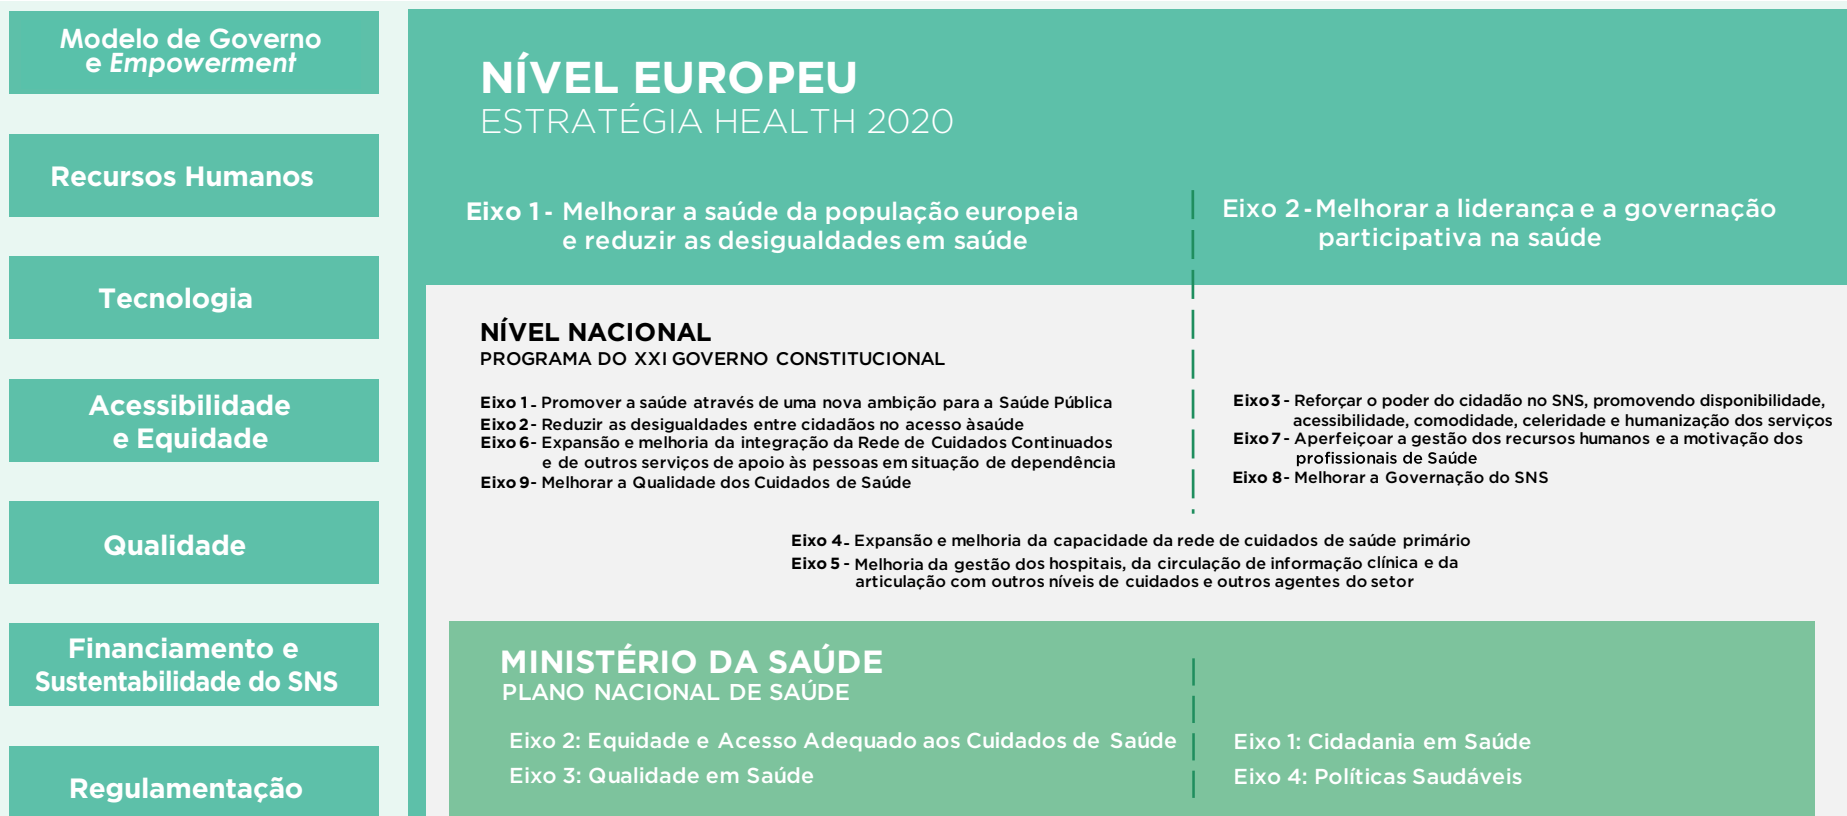 Modelo de Governo
e Empowerment
Recursos Humanos
Tecnologia
Acessibilidade
e Equidade
Qualidade
Financiamento e
Sustentabilidade do SNS
Regulamentação
NÍVEL EUROPEU
ESTRATÉGIA HEALTH 2020
Eixo 1 - Melhorar a saúde da população europeia
e reduzir as desigualdades em saúde
Eixo 2 - Melhorar a liderança e a governação
participativa na saúde
NÍVEL NACIONAL
PROGRAMA DO XXI GOVERNO CONSTITUCIONAL
Eixo 1 - Promover a saúde através de uma nova ambição para a Saúde Pública
Eixo 2 - Reduzir as desigualdades entre cidadãos no acesso àsaúde
Eixo 6 - Expansão e melhoria da integração da Rede de Cuidados Continuados
e de outros serviços de apoio às pessoas em situação de dependência
Eixo 9 - Melhorar a Qualidade dos Cuidados de Saúde
Eixo 3 - Reforçar o poder do cidadão no SNS, promovendo disponibilidade,
acessibilidade, comodidade, celeridade e humanização dos serviços
Eixo 7 - Aperfeiçoar a gestão dos recursos humanos e a motivação dos
profissionais de Saúde
Eixo 8 - Melhorar a Governação do SNS
Eixo 4 - Expansão e melhoria da capacidade da rede de cuidados de saúde primário
Eixo 5 - Melhoria da gestão dos hospitais, da circulação de informação clínica e da
articulação com outros níveis de cuidados e outros agentes do setor
MINISTÉRIO DA SAÚDE
PLANO NACIONAL DE SAÚDE
Eixo 2: Equidade e Acesso Adequado aos Cuidados de Saúde
Eixo 3: Qualidade em Saúde
Eixo 1: Cidadania em Saúde
Eixo 4: Políticas Saudáveis